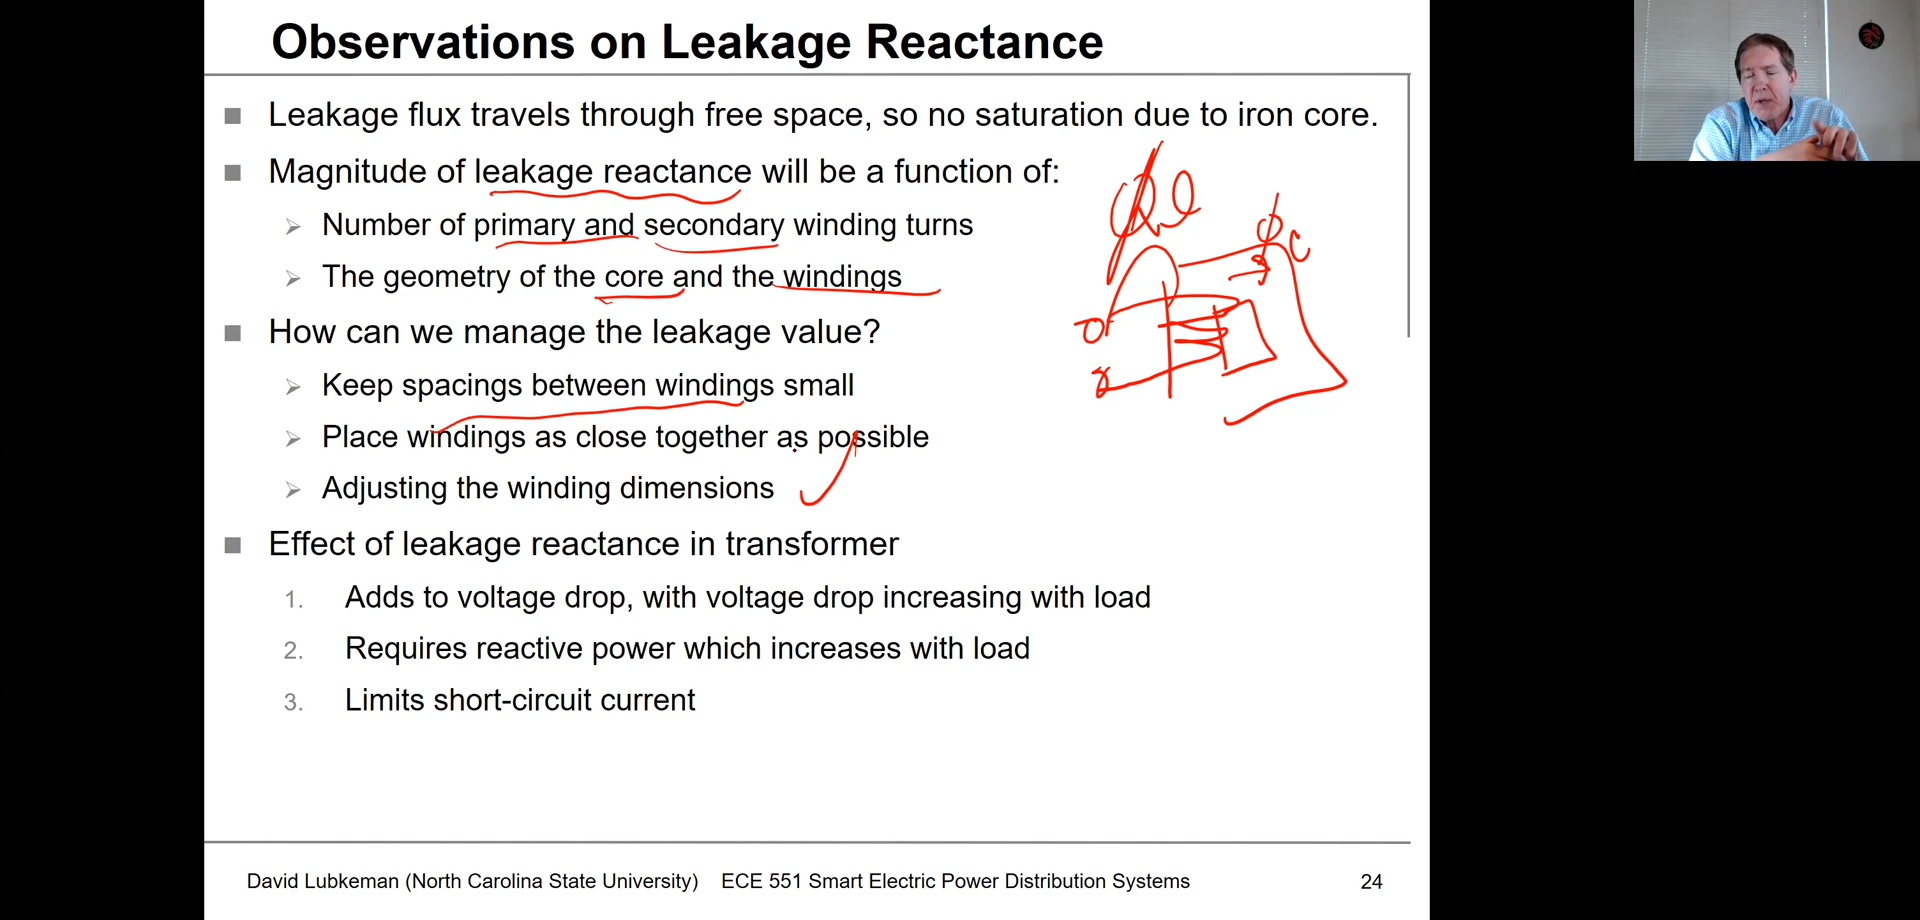 Observations on Leakage Reactance
■ Leakage flux travels through free space, so no saturation due to iron core.
■ Magnitude of leakage reactance will be a function of:
➢ Number of primary and secondary winding turns
➢ The geometry of the core and the windings
■ How can we manage the leakage value?
➢ Keep spacings between windings small
➢ Place windings as close together as possible
➢ Adjusting the winding dimensions
■ Effect of leakage reactance in transformer
1. Adds to voltage drop, with voltage drop increasing with load
2. Requires reactive power which increases with load
3. Limits short-circuit current
ϕl
ϕc
David Lubkeman (North Carolina State University) ECE 551 Smart Electric Power Distribution Systems 24